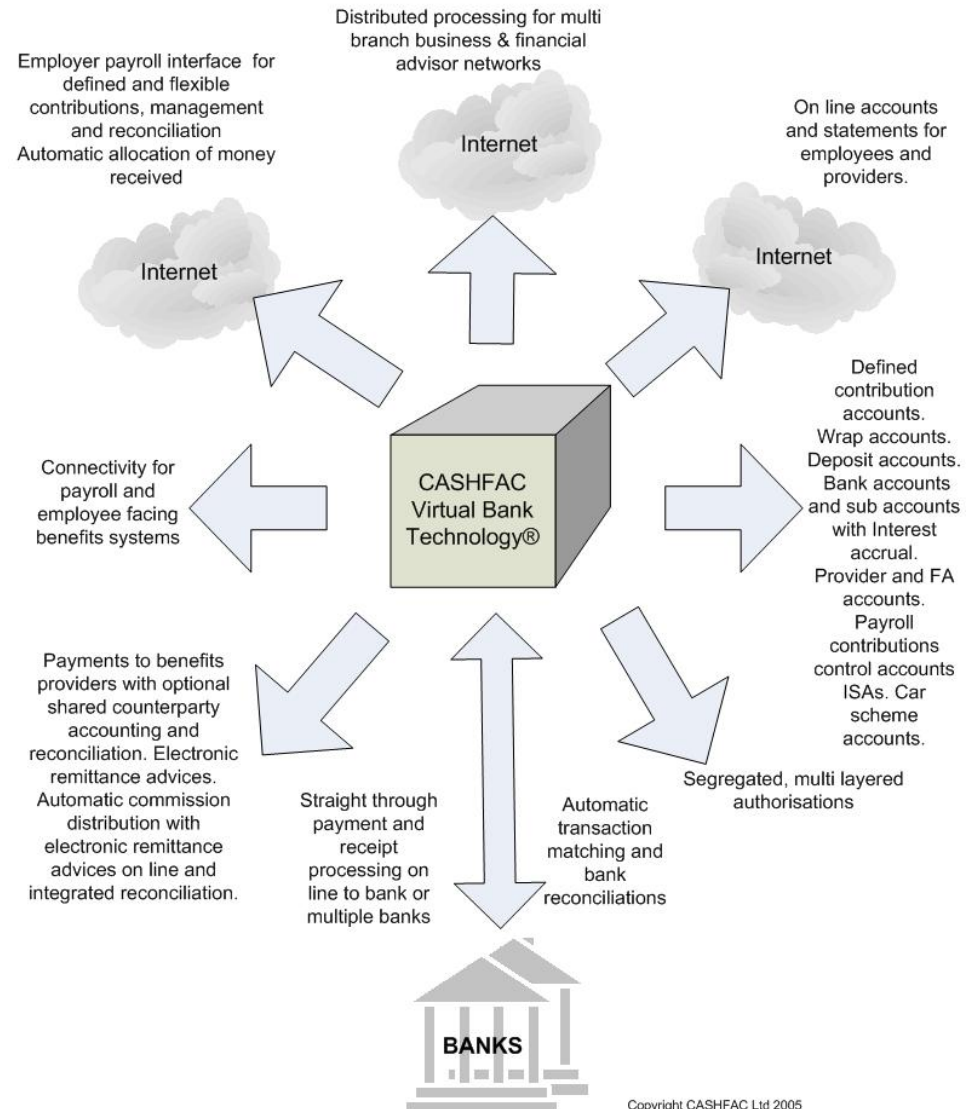 Distributed processing for multi
branch business & financial
advisor networks
Employer payroll interface for
defined and flexible
contributions, management
and reconciliation
Automatic allocation of money
received
On line accounts
and statements for
employees and
providers.
Internet
Internet
Internet
CASHFAC
Virtual Bank
Technology®
Connectivity for
payroll and
employee facing
benefits systems
Defined
contribution
accounts.
Wrap accounts.
Deposit accounts.
Bank accounts
and sub accounts
with Interest
accrual.
Provider and FA
accounts.
Payroll
contributions
control accounts
ISAs. Car
scheme
accounts.
Payments to benefits
providers with optional
shared counterparty
accounting and
reconciliation. Electronic
remittance advices.
Automatic commission
distribution with
electronic remittance
advices on line and
integrated reconciliation.
Straight through
payment and
receipt
processing on
line to bank or
multiple banks
Automatic
transaction
matching and
bank
reconciliations
Segregated, multi layered
authorisations
BANKS
Copyright CASHFAC Ltd 2005